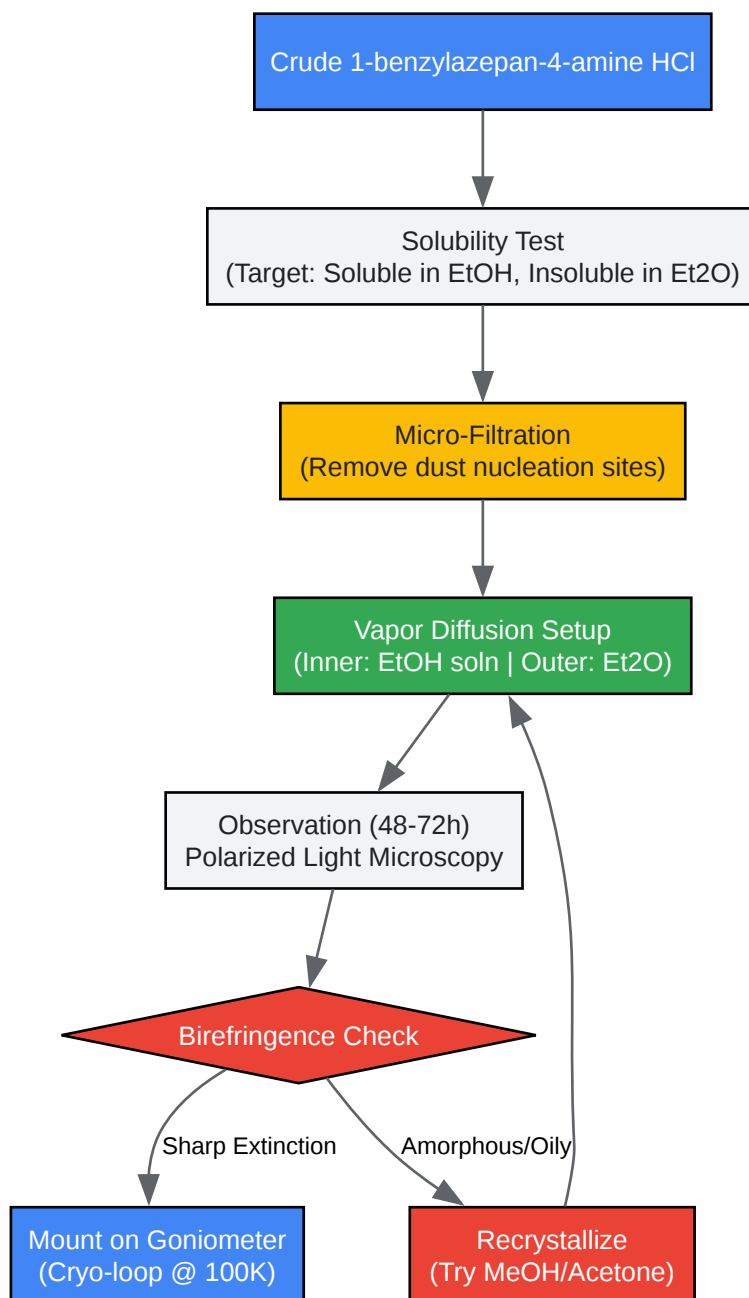 Crude 1-benzylazepan-4-amine HCl
Solubility Test
(Target: Soluble in EtOH, Insoluble in Et2O)
Micro-Filtration
(Remove dust nucleation sites)
Vapor Diffusion Setup
(Inner: EtOH soln | Outer: Et2O)
Observation (48-72h)
Polarized Light Microscopy
Birefringence Check
Sharp Extinction
Amorphous/Oily
Mount on Goniometer
(Cryo-loop @ 100K)
Recrystallize
(Try MeOH/Acetone)